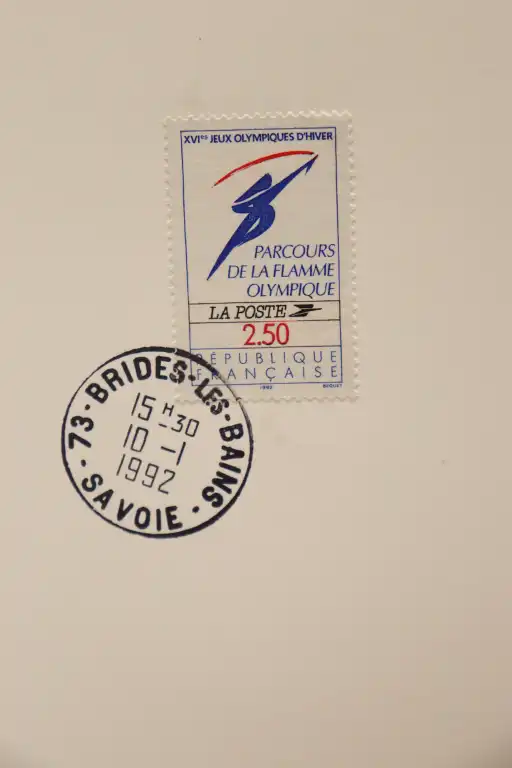 XVIes JEUX OLYMPIQUES D'HIVER
PARCOURS
DE LA FLAMME
OLYMPIQUE
LA POSTE
2.50
RÉPUBLIQUE
FRANÇAISE
1992
73 · BRIDES-LES-BAINS ·
15 H -30
10 -1
1992
SAVOIE